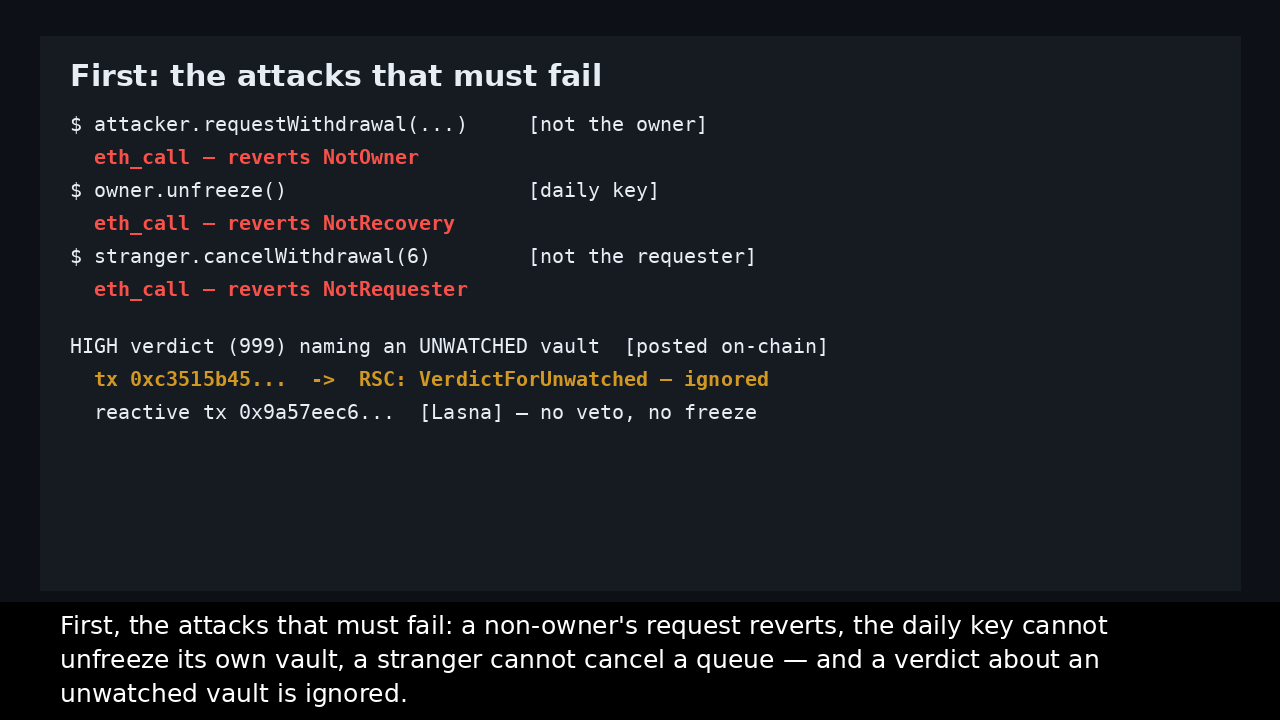 First: the attacks that must fail
$ attacker.requestWithdrawal(...)     [not the owner]
eth_call — reverts NotOwner
$ owner.unfreeze()                    [daily key]
eth_call — reverts NotRecovery
$ stranger.cancelWithdrawal(6)        [not the requester]
eth_call — reverts NotRequester
HIGH verdict (999) naming an UNWATCHED vault  [posted on-chain]
tx 0xc3515b45...  ->  RSC: VerdictForUnwatched — ignored
reactive tx 0x9a57eec6...  [Lasna] — no veto, no freeze
First, the attacks that must fail: a non-owner's request reverts, the daily key cannot
unfreeze its own vault, a stranger cannot cancel a queue — and a verdict about an
unwatched vault is ignored.